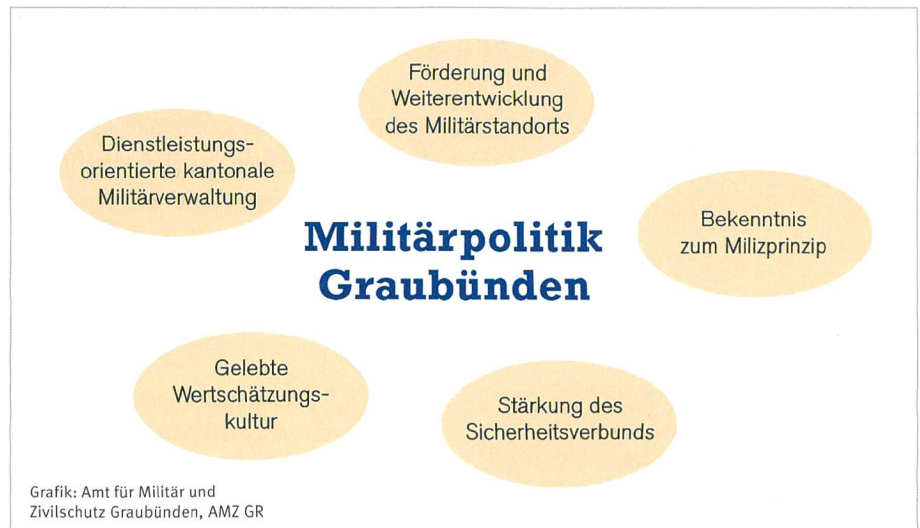 Förderung und
Weiterentwicklung
des Militärstandorts
Dienstleistungs-
orientierte kantonale
Militärverwaltung
Bekenntnis
zum Milizprinzip
Militärpolitik
Graubünden
Gelebte
Wertschätzungs-
kultur
Stärkung des
Sicherheitsverbunds
Grafik: Amt für Militär und
Zivilschutz Graubünden, AMZ GR